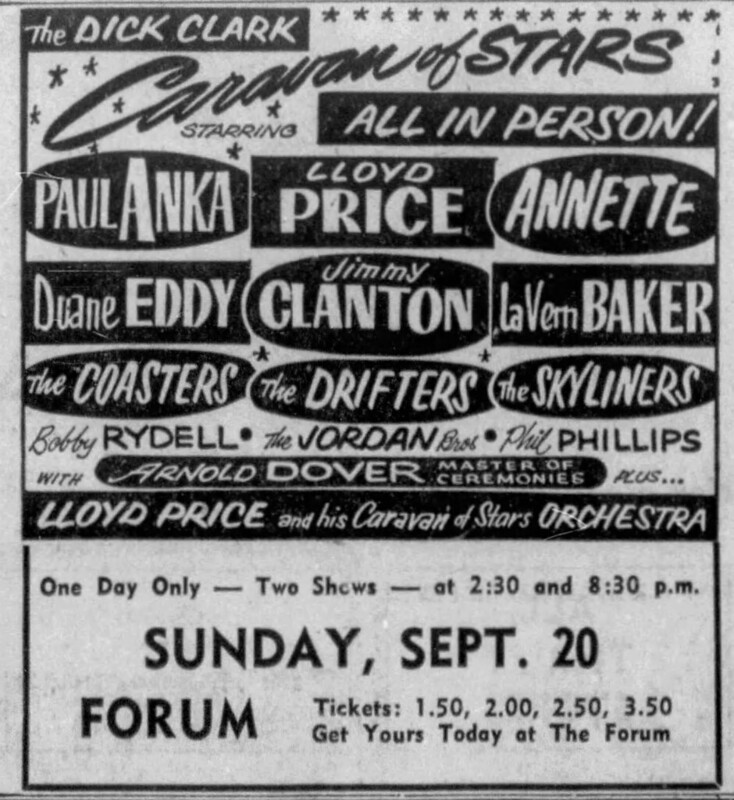 The DICK CLARK
Caravan of STARS
STARRING
ALL IN PERSON!
PAUL ANKA
LLOYD PRICE
ANNETTE
Duane EDDY
Jimmy CLANTON
LaVern BAKER
the COASTERS
The DRIFTERS
The SKYLINERS
Bobby RYDELL • The JORDAN Bros • Phil PHILLIPS
WITH ARNOLD DOVER MASTER OF CEREMONIES PLUS...
LLOYD PRICE and his Caravan of Stars ORCHESTRA
One Day Only — Two Shows — at 2:30 and 8:30 p.m.
SUNDAY, SEPT. 20
FORUM
Tickets: 1.50, 2.00, 2.50, 3.50
Get Yours Today at The Forum